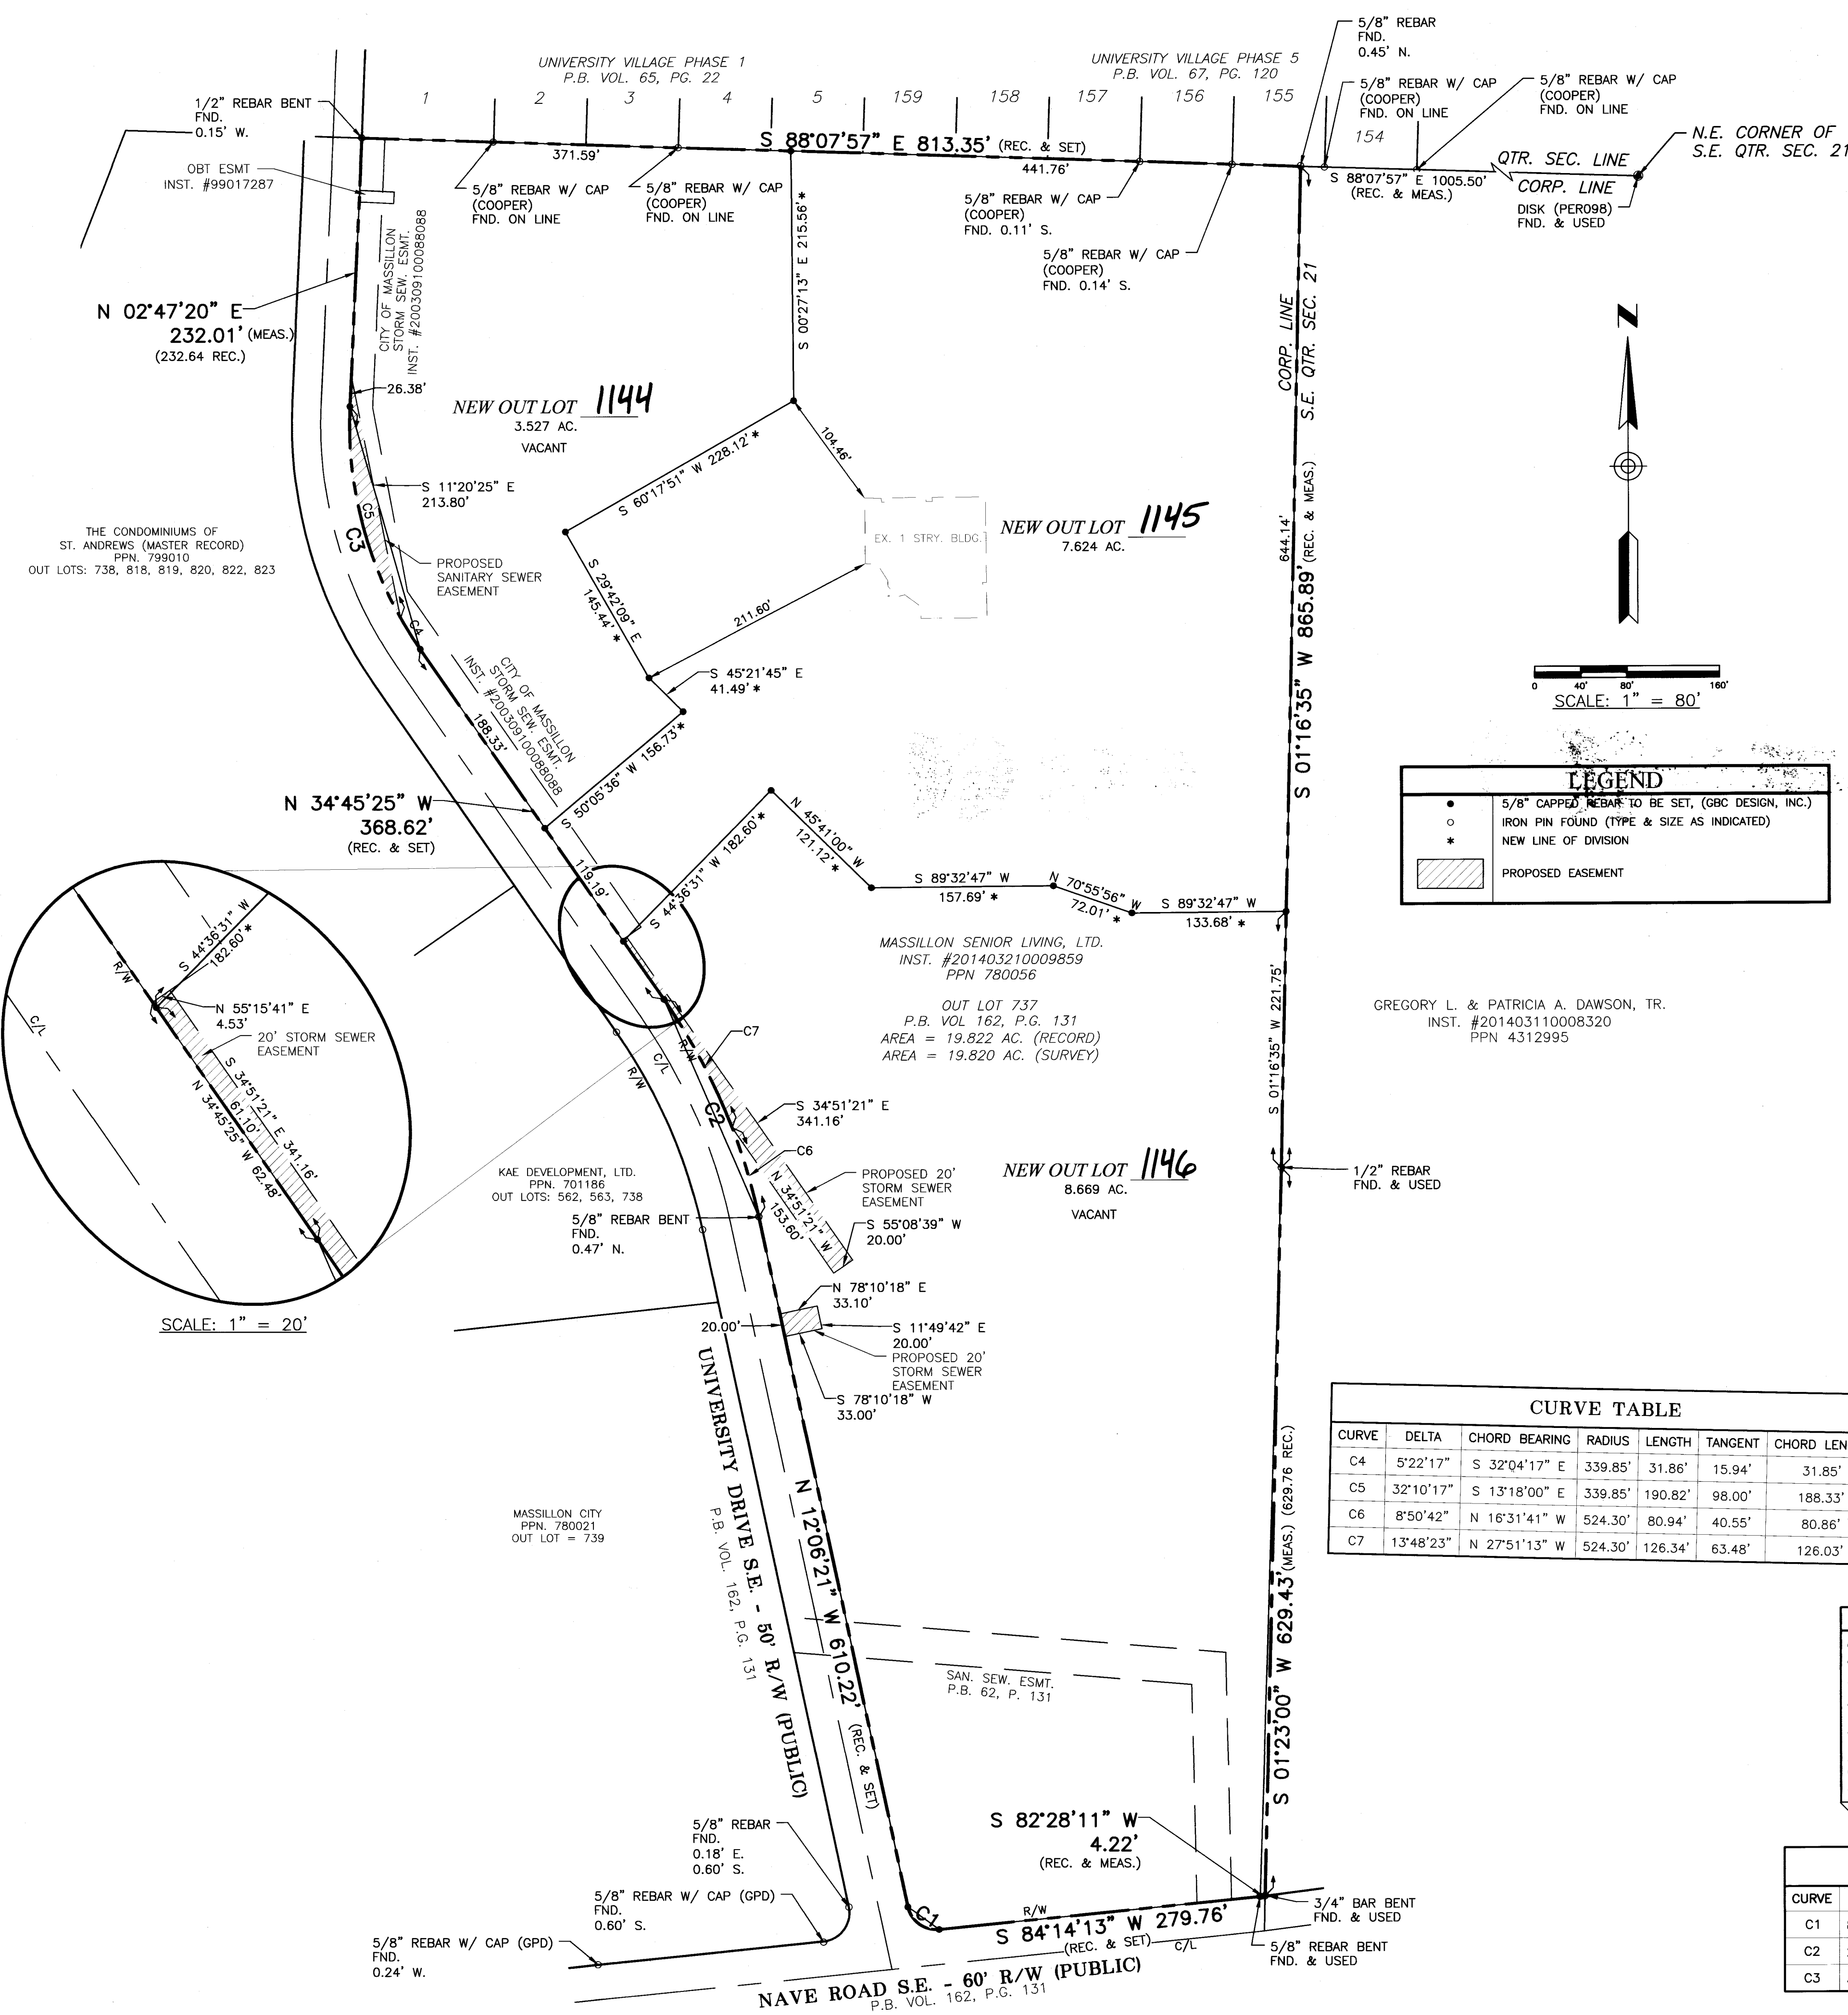 5/8" REBAR
FND.
0.45' N.
UNIVERSITY VILLAGE PHASE 1
P.B. VOL. 65, PG. 22
UNIVERSITY VILLAGE PHASE 5
P.B. VOL. 67, PG. 120
1/2" REBAR BENT
FND.
0.15' W.
1
2
3
4
5
159
158
157
156
155
154
5/8" REBAR W/ CAP
(COOPER)
FND. ON LINE
5/8" REBAR W/ CAP
(COOPER)
FND. ON LINE
N.E. CORNER OF
S.E. QTR. SEC. 21
S 88°07'57" E 813.35' (REC. & SET)
371.59'
441.76'
QTR. SEC. LINE
CORP. LINE
S 88°07'57" E 1005.50'
(REC. & MEAS.)
DISK (PER098)
FND. & USED
OBT ESMT
INST. #99017287
5/8" REBAR W/ CAP
(COOPER)
FND. ON LINE
5/8" REBAR W/ CAP
(COOPER)
FND. ON LINE
5/8" REBAR W/ CAP
(COOPER)
FND. 0.11' S.
5/8" REBAR W/ CAP
(COOPER)
FND. 0.14' S.
S 00°27'13" E 215.56' *
CITY OF MASSILLON
STORM SEW. ESMT.
INST. #200309100088088
N 02°47'20" E
232.01' (MEAS.)
(232.64 REC.)
26.38'
CORP. LINE
S.E. QTR. SEC. 21
N
NEW OUT LOT 1144
3.527 AC.
VACANT
S 60°17'51" W 228.12' *
104.46'
S 11°20'25" E
213.80'
C5
C3
THE CONDOMINIUMS OF
ST. ANDREWS (MASTER RECORD)
PPN. 799010
OUT LOTS: 738, 818, 819, 820, 822, 823
PROPOSED
SANITARY SEWER
EASEMENT
EX. 1 STRY. BLDG.
NEW OUT LOT 1145
7.624 AC.
644.14'
S 01°16'35" W 865.89' (REC. & MEAS.)
S 29°42'09" E
145.44' *
211.60'
C4
S 45°21'45" E
41.49' *
CITY OF MASSILLON
STORM SEW. ESMT.
INST. #200309100088088
188.33'
S 50°05'36" W 156.73' *
0 40' 80' 160'
SCALE: 1" = 80'
LEGEND
● 5/8" CAPPED REBAR TO BE SET, (GBC DESIGN, INC.)
○ IRON PIN FOUND (TYPE & SIZE AS INDICATED)
* NEW LINE OF DIVISION
PROPOSED EASEMENT
N 34°45'25" W
368.62'
(REC. & SET)
119.19'
S 44°36'31" W 182.60' *
N 45°41'00" W
121.12' *
S 89°32'47" W
157.69' *
N 70°55'56" W
72.01' *
S 89°32'47" W
133.68' *
MASSILLON SENIOR LIVING, LTD.
INST. #201403210009859
PPN 780056
OUT LOT 737
P.B. VOL 162, P.G. 131
AREA = 19.822 AC. (RECORD)
AREA = 19.820 AC. (SURVEY)
S 01°16'35" W 221.75'
GREGORY L. & PATRICIA A. DAWSON, TR.
INST. #201403110008320
PPN 4312995
S 44°36'31" W
182.60' *
R/W
C/L
N 55°15'41" E
4.53'
20' STORM SEWER
EASEMENT
S 34°51'21" E 341.16'
61.10'
N 34°45'25" W 62.48'
SCALE: 1" = 20'
C7
R/W
C/L
R/W
C2
S 34°51'21" E
341.16'
C6
KAE DEVELOPMENT, LTD.
PPN. 701186
OUT LOTS: 562, 563, 738
5/8" REBAR BENT
FND.
0.47' N.
N 34°51'21" W
153.60'
PROPOSED 20'
STORM SEWER
EASEMENT
S 55°08'39" W
20.00'
NEW OUT LOT 1146
8.669 AC.
VACANT
1/2" REBAR
FND. & USED
N 78°10'18" E
33.10'
20.00'
S 11°49'42" E
20.00'
PROPOSED 20'
STORM SEWER
EASEMENT
S 78°10'18" W
33.00'
UNIVERSITY DRIVE S.E. - 50' R/W (PUBLIC)
P.B. VOL. 162, P.G. 131
N 12°06'21" W 610.22' (REC. & SET)
MASSILLON CITY
PPN. 780021
OUT LOT = 739
S 01°23'00" W 629.43' (MEAS.) (629.76 REC.)
CURVE TABLE
CURVE DELTA CHORD BEARING RADIUS LENGTH TANGENT CHORD LEN
C4 5°22'17" S 32°04'17" E 339.85' 31.86' 15.94' 31.85'
C5 32°10'17" S 13°18'00" E 339.85' 190.82' 98.00' 188.33'
C6 8°50'42" N 16°31'41" W 524.30' 80.94' 40.55' 80.86'
C7 13°48'23" N 27°51'13" W 524.30' 126.34' 63.48' 126.03'
SAN. SEW. ESMT.
P.B. 62, P. 131
S 82°28'11" W
4.22'
(REC. & MEAS.)
5/8" REBAR
FND.
0.18' E.
0.60' S.
5/8" REBAR W/ CAP (GPD)
FND.
0.60' S.
5/8" REBAR W/ CAP (GPD)
FND.
0.24' W.
C1
R/W
S 84°14'13" W 279.76'
(REC. & SET)
C/L
3/4" BAR BENT
FND. & USED
5/8" REBAR BENT
FND. & USED
NAVE ROAD S.E. - 60' R/W (PUBLIC)
P.B. VOL. 162, P.G. 131
CURVE
C1
C2
C3